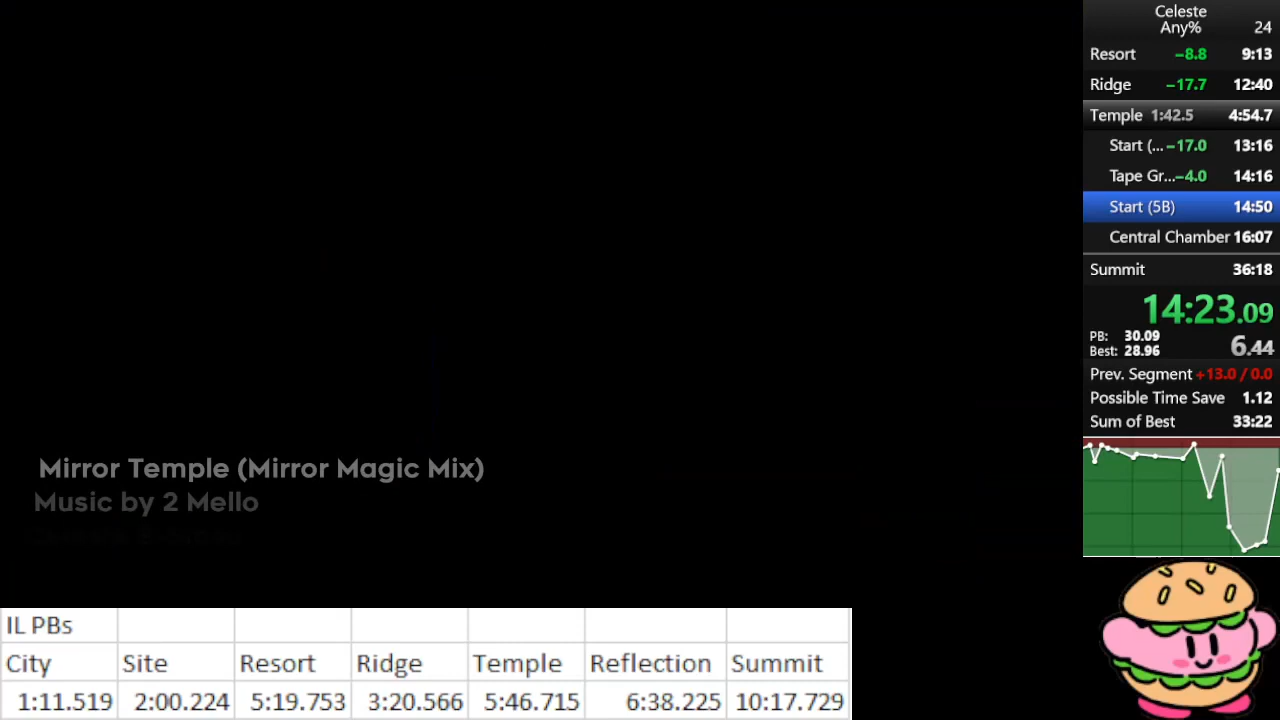 Celeste
Any% 24
Resort -8.8 9:13
Ridge -17.7 12:40
Temple 1:42.5 4:54.7
Start (... -17.0 13:16
Tape Gr... -4.0 14:16
Start (5B) 14:50
Central Chamber 16:07
Summit 36:18
14:23.09
PB: 30.09
Best: 28.96
6.44
Prev. Segment +13.0 / 0.0
Possible Time Save 1.12
Sum of Best 33:22
Mirror Temple (Mirror Magic Mix)
Music by 2 Mello
IL PBs
City Site Resort Ridge Temple Reflection Summit
1:11.519 2:00.224 5:19.753 3:20.566 5:46.715 6:38.225 10:17.729